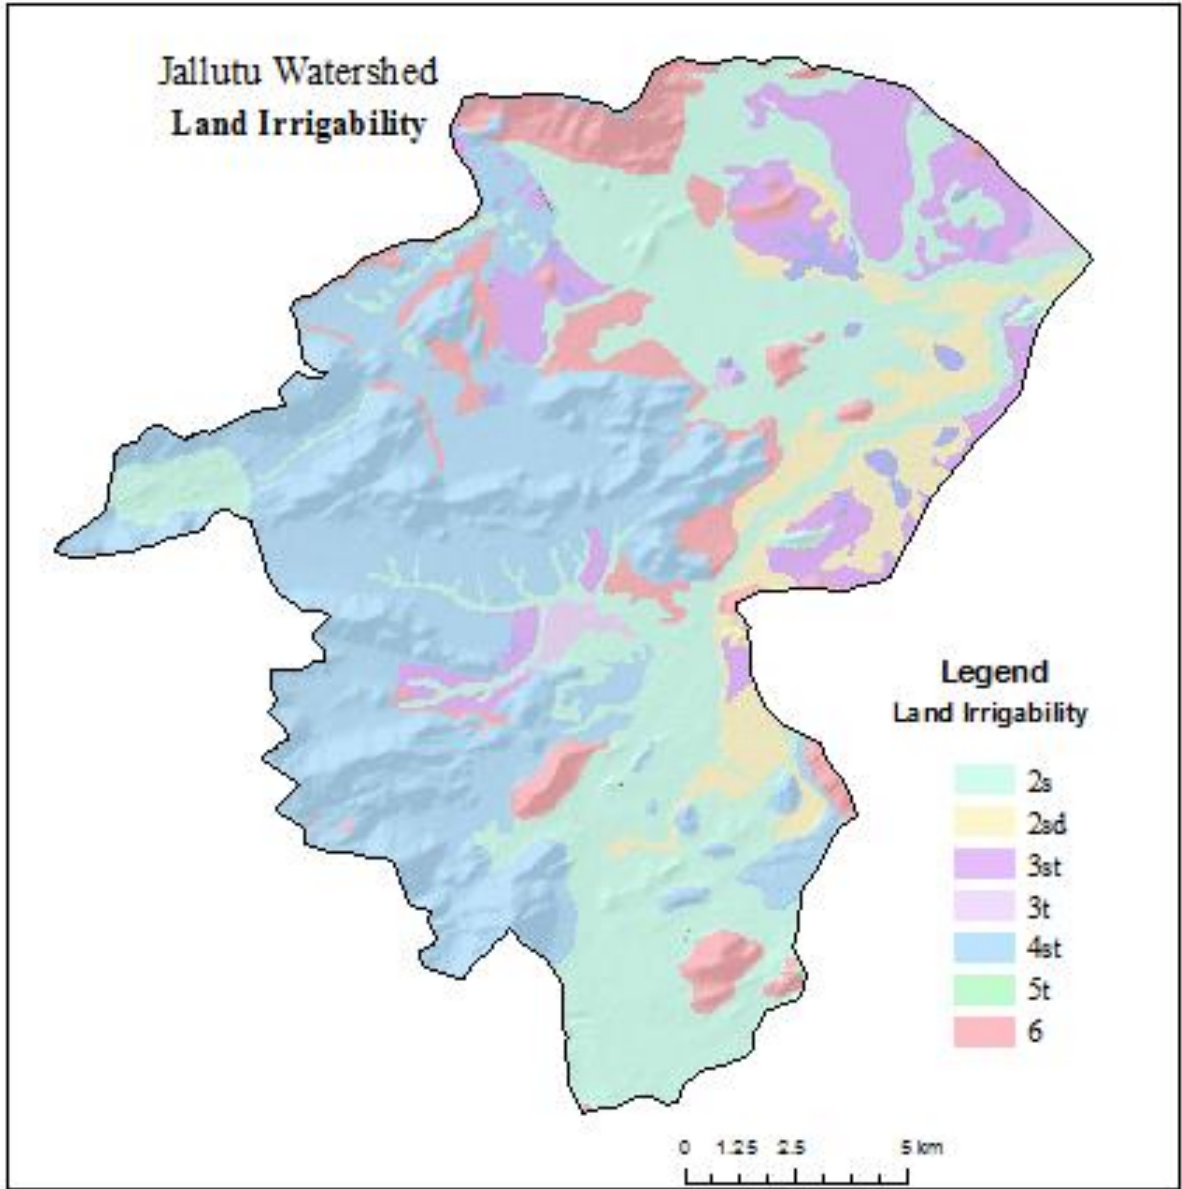 Jallutu Watershed
Land Irrigability
Legend
Land Irrigability
2s
2sd
3st
3t
4st
5t
6
0 1.25 2.5 5 km